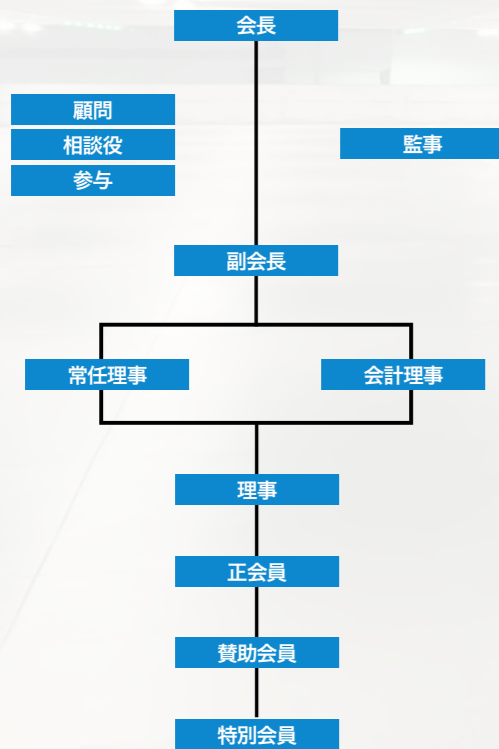 会長
顧問
相談役
参与
監事
副会長
常任理事
会計理事
理事
正会員
賛助会員
特別会員